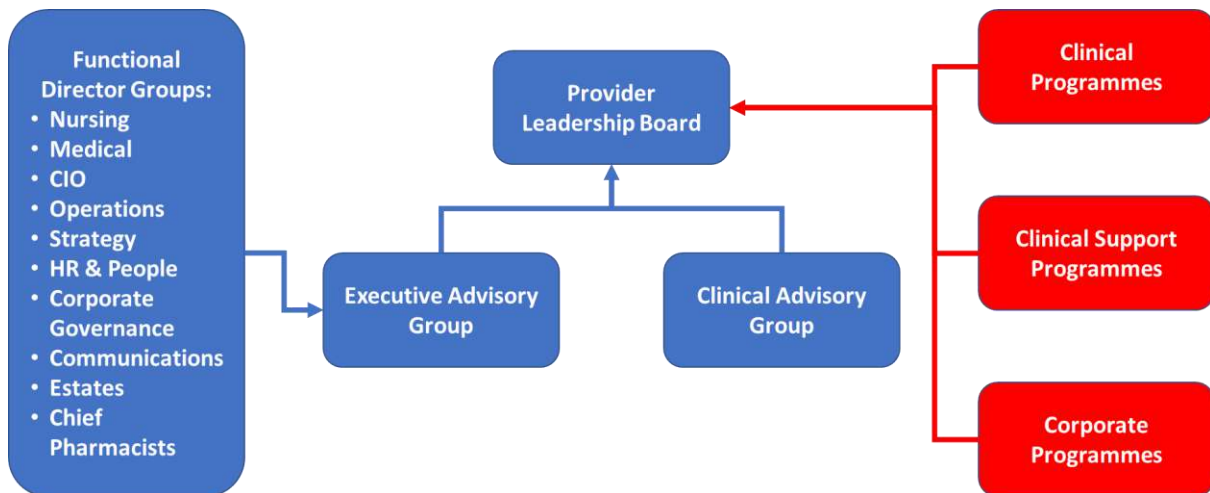 Functional
Director Groups:
• Nursing
• Medical
• CIO
• Operations
• Strategy
• HR & People
• Corporate
Governance
• Communications
• Estates
• Chief
Pharmacists
Provider
Leadership Board
Executive Advisory
Group
Clinical Advisory
Group
Clinical
Programmes
Clinical Support
Programmes
Corporate
Programmes